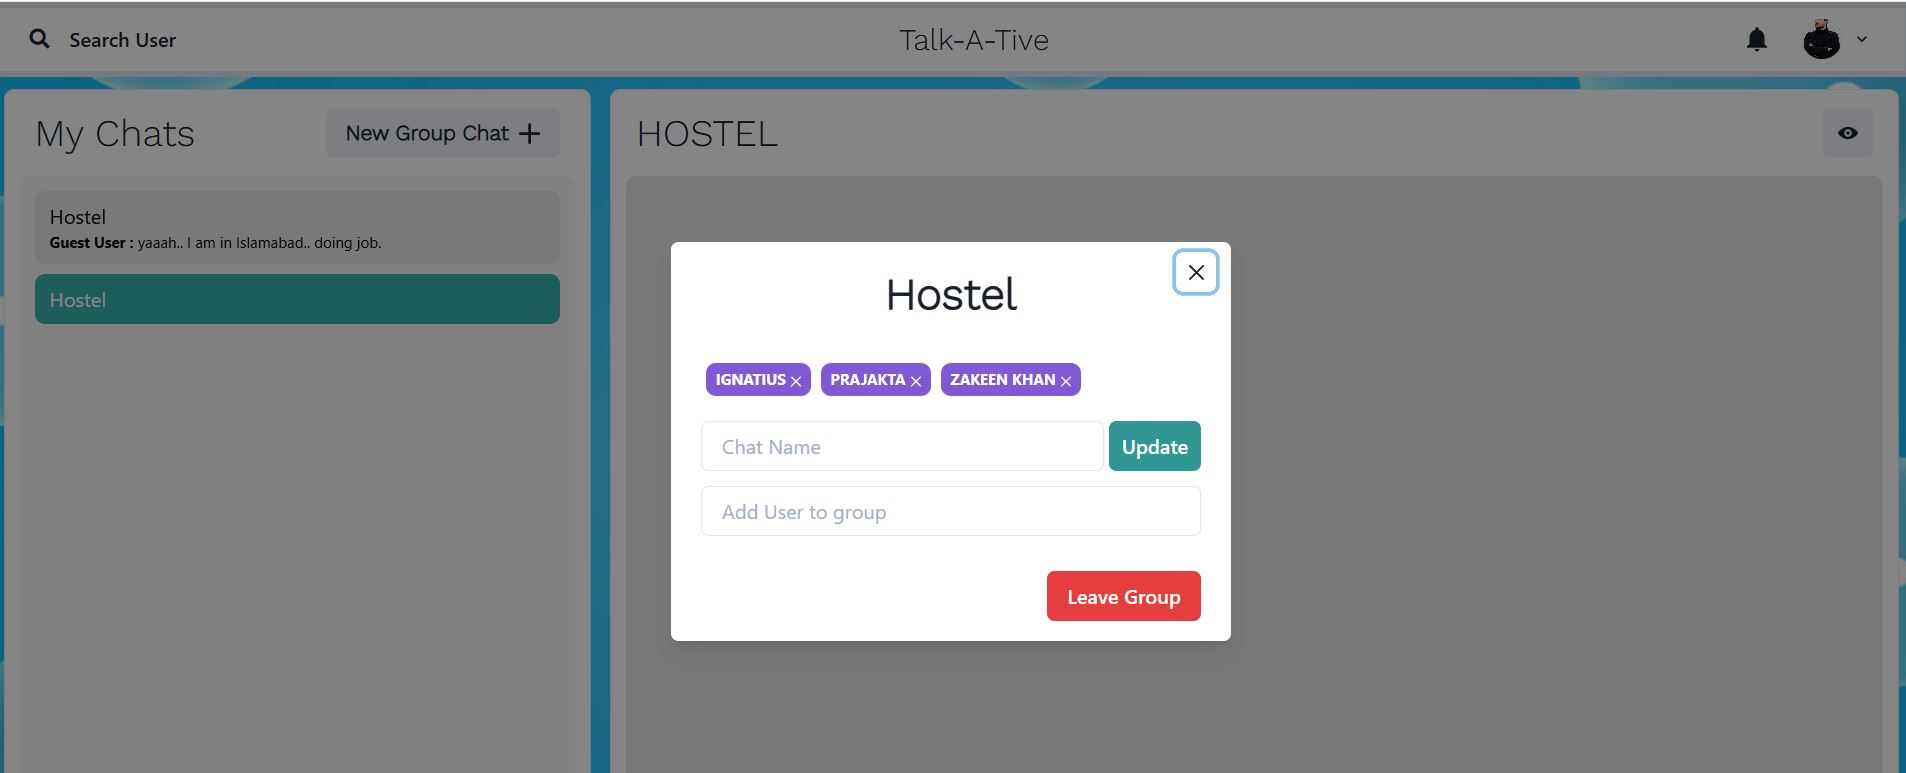 Search User
Talk-A-Tive
My Chats
New Group Chat
HOSTEL
Hostel
Guest User : yaaah.. I am in Islamabad.. doing job.
Hostel
Hostel
IGNATIUS PRAJAKTA ZAKEEN KHAN
Chat Name
Update
Add User to group
Leave Group